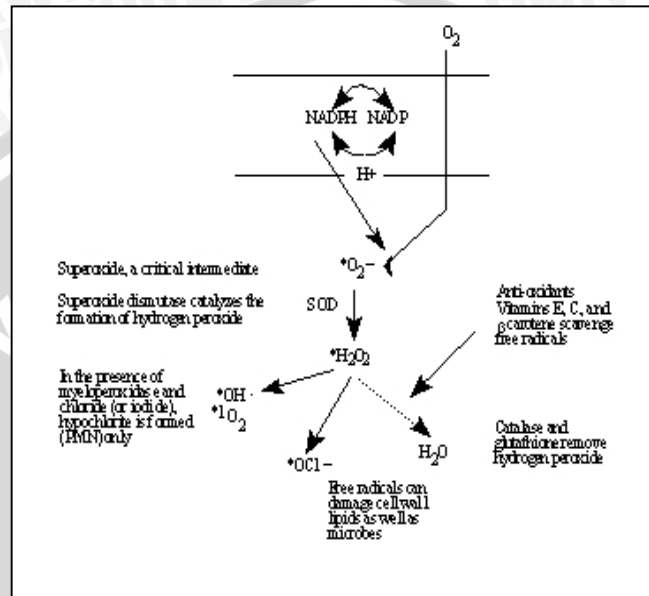 O2
NADPH NADP
H+
*O2–
Superoxide, a critical intermediate
Superoxide dismutase catalyzes the
formation of hydrogen peroxide
SOD
Anti-oxidants
Vitamins E, C, and
β carotene scavenge
free radicals
*H2O2
In the presence of
myeloperoxidase and
chloride (or iodide),
hypochlorite is formed
(PMN) only
*OH ·
*1O2
*OCl –
H2O
Catalase and
glutathione remove
hydrogen peroxide
Free radicals can
damage cell wall
lipids as well as
microbes